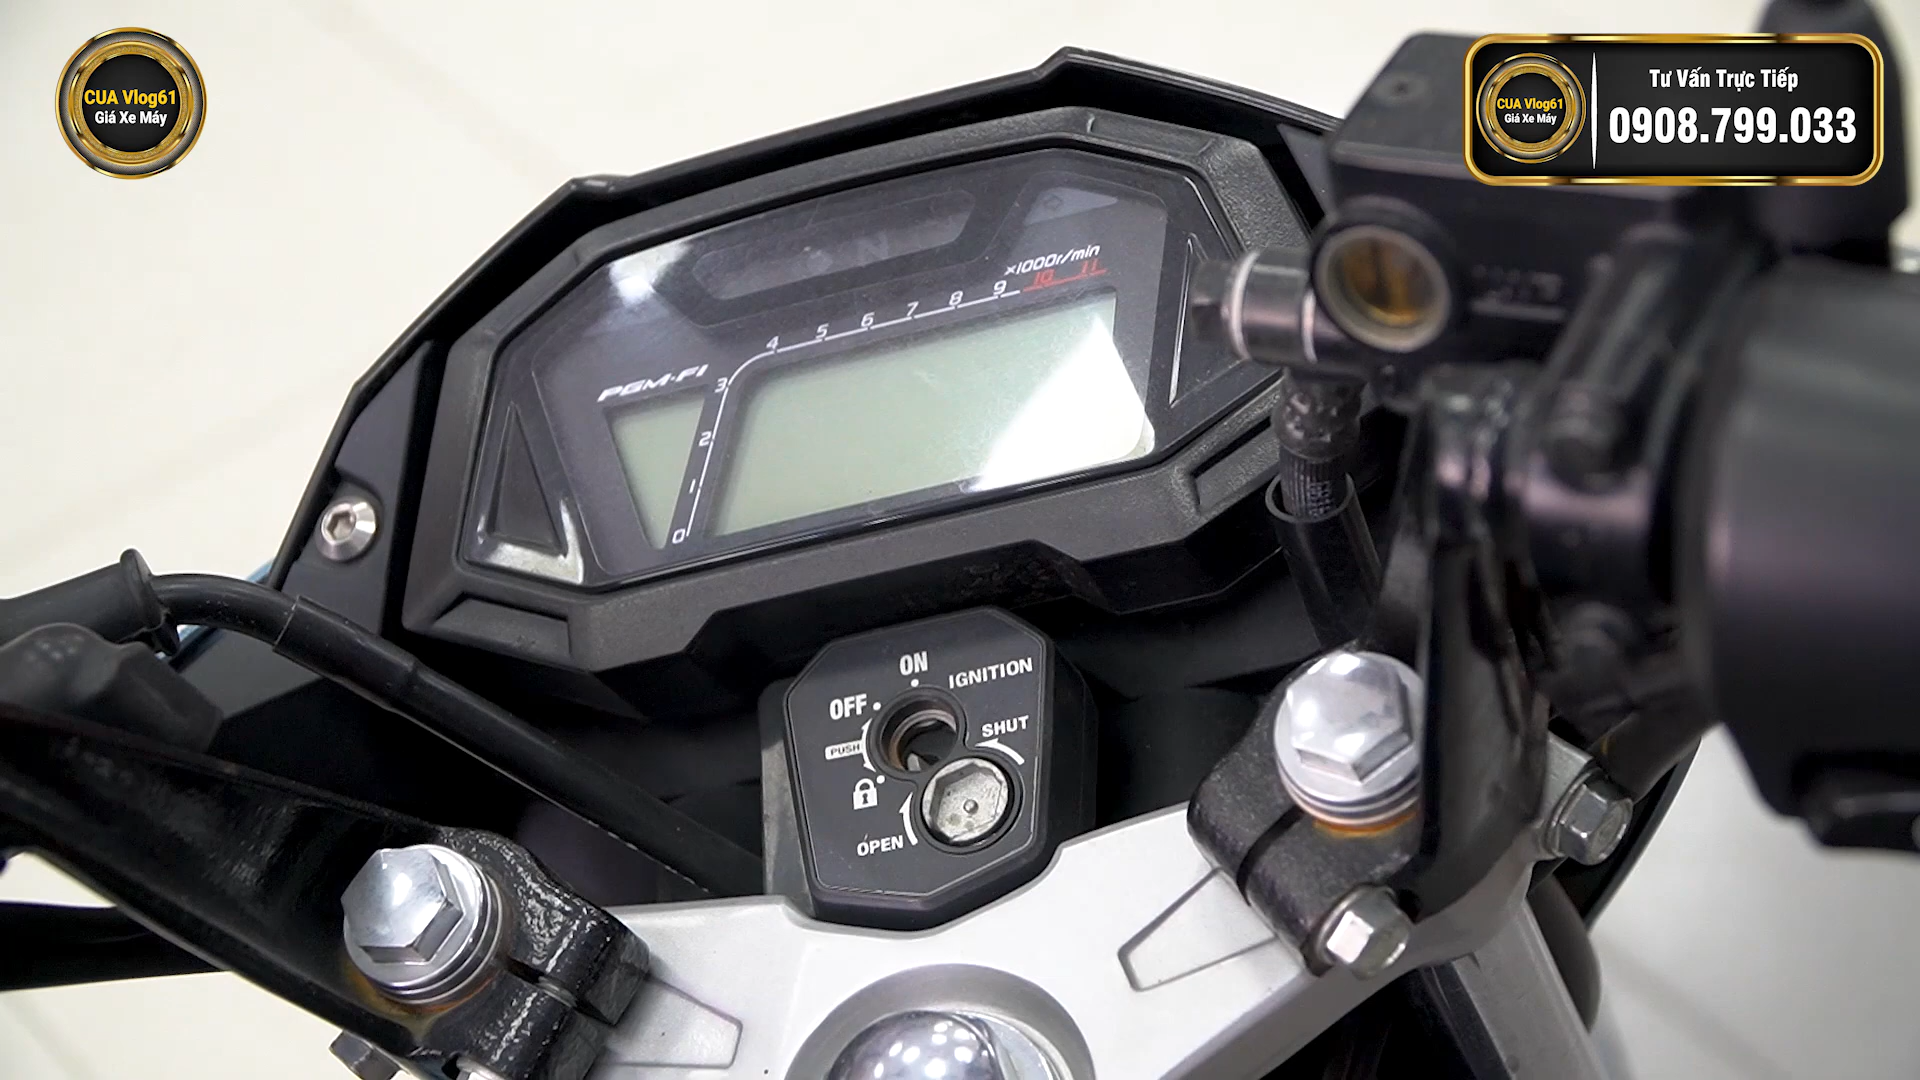 CUA Vlog61
Giá Xe Máy
CUA Vlog61
Giá Xe Máy
Tư Vấn Trực Tiếp
0908.799.033
N
×1000r/min
PGM-FI
0 1 2 3 4 5 6 7 8 9 10 11
ON
IGNITION
OFF
SHUT
PUSH
OPEN